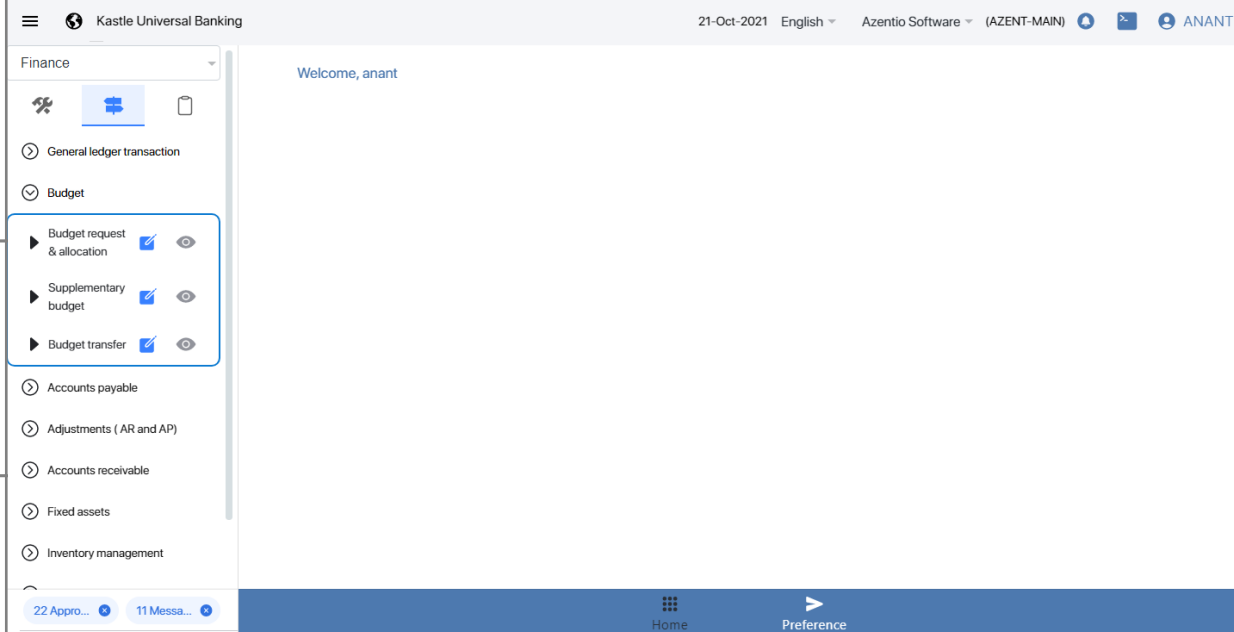 Kastle Universal Banking
21-Oct-2021 English Azentio Software (AZENT-MAIN) ANANT
Finance
Welcome, anant
General ledger transaction
Budget
Budget request
& allocation
Supplementary
budget
Budget transfer
Accounts payable
Adjustments ( AR and AP)
Accounts receivable
Fixed assets
Inventory management
22 Appro... 11 Messa...
Home Preference